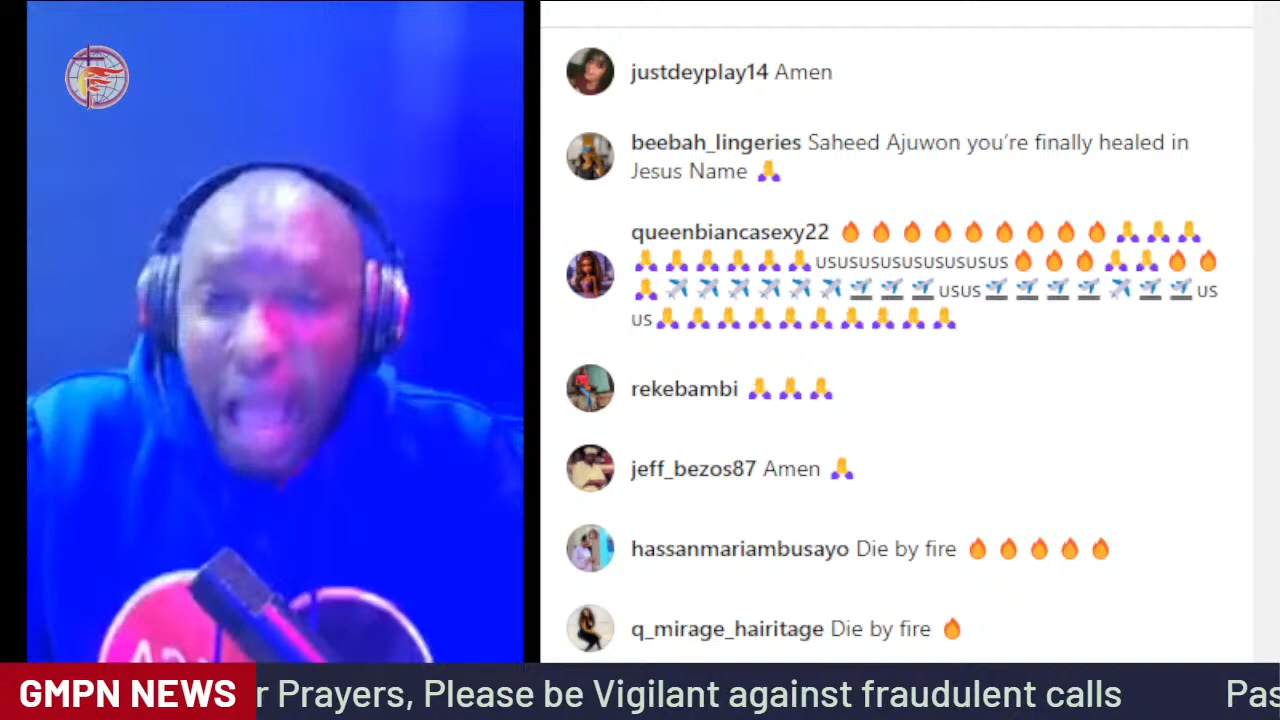 justdeyplay14 Amen
beebah_lingeries Saheed Ajuwon you’re finally healed in
Jesus Name 🙏
queenbiancasexy22 🔥🔥🔥🔥🔥🔥🔥🔥🔥🙏🙏🙏
🙏🙏🙏🙏🙏🙏ususususususususus🔥🔥🔥🙏🙏🔥🔥
🙏✈️✈️✈️✈️✈️✈️🛫🛫🛫usus🛫🛫🛫🛫✈️🛫🛫us
us🙏🙏🙏🙏🙏🙏🙏🙏🙏🙏
rekebambi 🙏🙏🙏
jeff_bezos87 Amen 🙏
hassanmariambusayo Die by fire 🔥🔥🔥🔥🔥
q_mirage_hairitage Die by fire 🔥
GMPN NEWS r Prayers, Please be Vigilant against fraudulent calls Pas